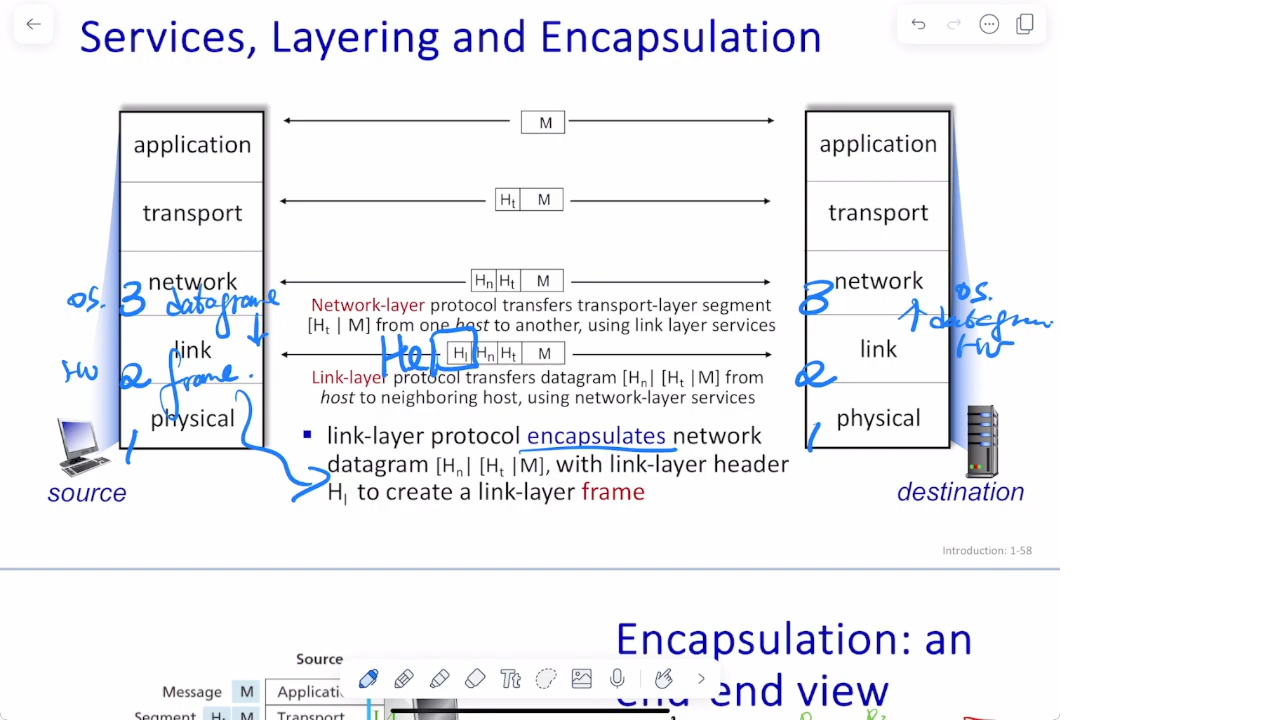 Services, Layering and Encapsulation
application
M
application
transport
Ht M
transport
network
Hn Ht M
network
os. 3 datagrame
3 os.
Network-layer protocol transfers transport-layer segment
[Ht | M] from one host to another, using link layer services
datagram
link
Hl Hn Ht M
link
Hl
HW 2 frame.
2 HW
Link-layer protocol transfers datagram [Hn| [Ht |M] from
host to neighboring host, using network-layer services
physical
physical
1
1
▪ link-layer protocol encapsulates network
datagram [Hn| [Ht |M], with link-layer header
Hl to create a link-layer frame
source
destination
Introduction: 1-58
Encapsulation: an
end-end view
Source
Message M Applicati
Segment Ht M Transport
Tt